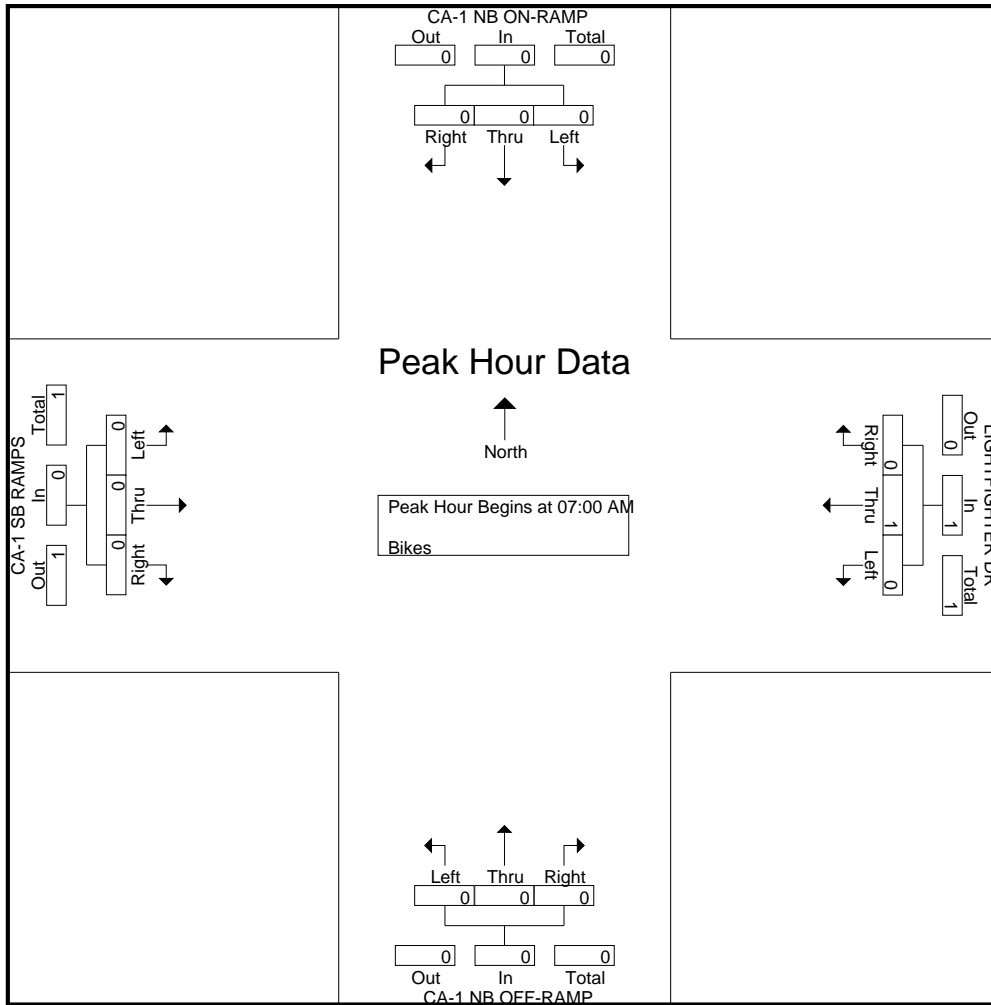 CA-1 NB ON-RAMP
Out In Total
0 0 0
0 0 0
Right Thru Left
Peak Hour Data
North
Peak Hour Begins at 07:00 AM
Bikes
CA-1 SB RAMPS
Out In Total
1 0 1
0 0 0
Right Thru Left
LIGHTFIGHTER DR
Out In Total
0 1 1
0 1 0
Right Thru Left
Left Thru Right
0 0 0
0 0 0
Out In Total
CA-1 NB OFF-RAMP